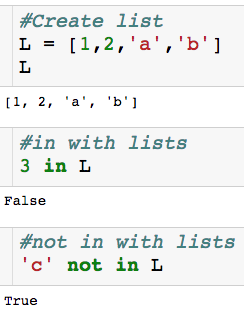 #Create list
L = [1,2,'a','b']
L
[1, 2, 'a', 'b']
#in with lists
3 in L
False
#not in with lists
'c' not in L
True